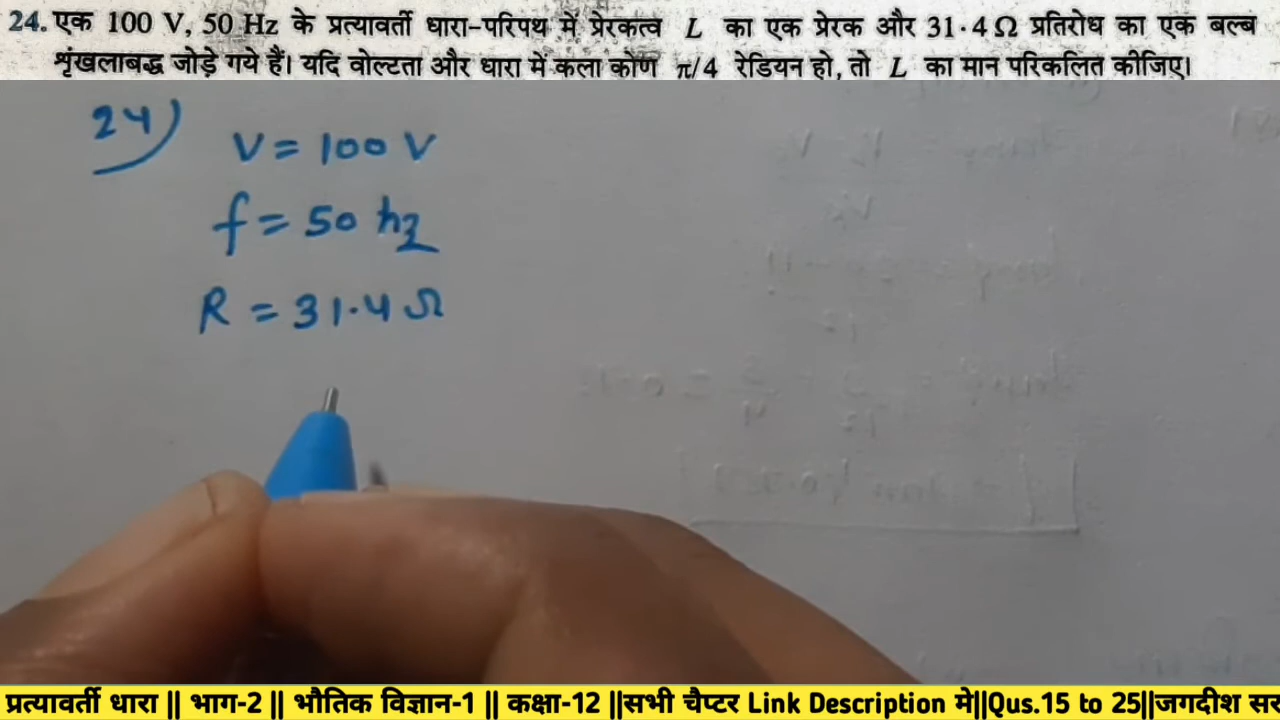 24. एक 100 V, 50 Hz के प्रत्यावर्ती धारा-परिपथ में प्रेरकत्व L का एक प्रेरक और 31·4 Ω प्रतिरोध का एक बल्ब
शृंखलाबद्ध जोड़े गये हैं। यदि वोल्टता और धारा में कला कोण π/4 रेडियन हो, तो L का मान परिकलित कीजिए।
24)
V = 100 V
f = 50 hz
R = 31.4 Ω
प्रत्यावर्ती धारा || भाग-2 || भौतिक विज्ञान-1 || कक्षा-12 ||सभी चैप्टर Link Description मे||Qus.15 to 25||जगदीश